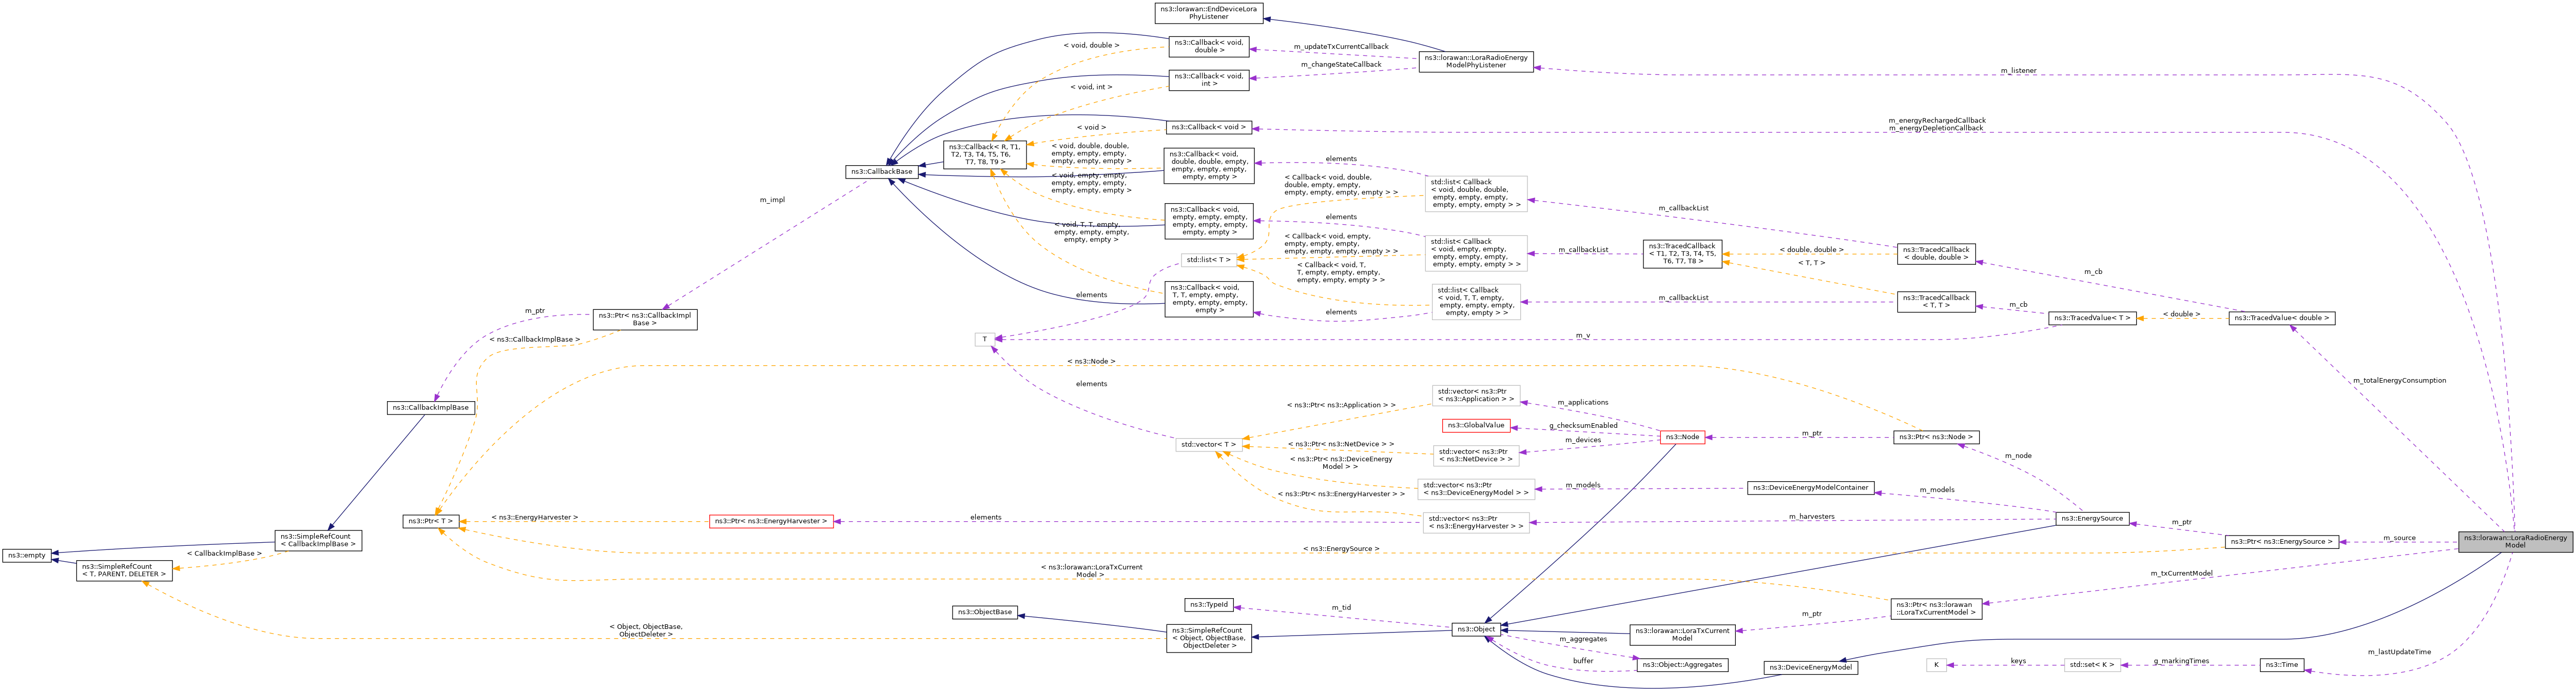 ns3::lorawan::EndDeviceLora
PhyListener
ns3::Callback< void,
double >
< void, double >
m_updateTxCurrentCallback
ns3::lorawan::LoraRadioEnergy
ModelPhyListener
m_changeStateCallback
m_listener
ns3::Callback< void,
int >
< void, int >
ns3::Callback< void >
< void >
m_energyRechargedCallback
m_energyDepletionCallback
ns3::Callback< R, T1,
T2, T3, T4, T5, T6,
T7, T8, T9 >
< void, double, double,
empty, empty, empty,
empty, empty, empty >
ns3::Callback< void,
double, double, empty,
empty, empty, empty,
empty, empty >
elements
ns3::CallbackBase
< void, empty, empty,
empty, empty, empty,
empty, empty, empty >
< Callback< void, double,
double, empty, empty,
empty, empty, empty, empty > >
std::list< Callback
< void, double, double,
empty, empty, empty,
empty, empty, empty > >
m_impl
m_callbackList
ns3::Callback< void,
empty, empty, empty,
empty, empty, empty,
empty, empty >
elements
< void, T, T, empty,
empty, empty, empty,
empty, empty >
< Callback< void, empty,
empty, empty, empty,
empty, empty, empty, empty > >
std::list< Callback
< void, empty, empty,
empty, empty, empty,
empty, empty, empty > >
m_callbackList
ns3::TracedCallback
< T1, T2, T3, T4, T5,
T6, T7, T8 >
< double, double >
< T, T >
ns3::TracedCallback
< double, double >
std::list< T >
< Callback< void, T,
T, empty, empty, empty,
empty, empty, empty > >
m_cb
ns3::Callback< void,
T, T, empty, empty,
empty, empty, empty,
empty >
elements
elements
std::list< Callback
< void, T, T, empty,
empty, empty, empty,
empty, empty > >
m_callbackList
ns3::TracedCallback
< T, T >
m_cb
m_ptr
ns3::Ptr< ns3::CallbackImpl
Base >
ns3::TracedValue< T >
< double >
ns3::TracedValue< double >
< ns3::CallbackImplBase >
T
m_v
< ns3::Node >
m_totalEnergyConsumption
elements
ns3::CallbackImplBase
std::vector< ns3::Ptr
< ns3::Application > >
< ns3::Ptr< ns3::Application > >
m_applications
ns3::GlobalValue
g_checksumEnabled
ns3::Node
m_ptr
ns3::Ptr< ns3::Node >
std::vector< T >
< ns3::Ptr< ns3::NetDevice > >
std::vector< ns3::Ptr
< ns3::NetDevice > >
m_devices
m_node
< ns3::Ptr< ns3::DeviceEnergy
Model > >
std::vector< ns3::Ptr
< ns3::DeviceEnergyModel > >
m_models
ns3::DeviceEnergyModelContainer
m_models
< ns3::Ptr< ns3::EnergyHarvester > >
ns3::Ptr< T >
< ns3::EnergyHarvester >
ns3::Ptr< ns3::EnergyHarvester >
elements
std::vector< ns3::Ptr
< ns3::EnergyHarvester > >
m_harvesters
ns3::EnergySource
m_ptr
ns3::SimpleRefCount
< CallbackImplBase >
ns3::Ptr< ns3::EnergySource >
m_source
ns3::lorawan::LoraRadioEnergy
Model
< ns3::EnergySource >
ns3::empty
< CallbackImplBase >
ns3::SimpleRefCount
< T, PARENT, DELETER >
< ns3::lorawan::LoraTxCurrent
Model >
m_txCurrentModel
ns3::Ptr< ns3::lorawan
::LoraTxCurrentModel >
m_ptr
ns3::ObjectBase
ns3::TypeId
m_tid
< Object, ObjectBase,
ObjectDeleter >
ns3::SimpleRefCount
< Object, ObjectBase,
ObjectDeleter >
ns3::Object
ns3::lorawan::LoraTxCurrent
Model
m_aggregates
buffer
ns3::Object::Aggregates
ns3::DeviceEnergyModel
K
keys
std::set< K >
g_markingTimes
ns3::Time
m_lastUpdateTime